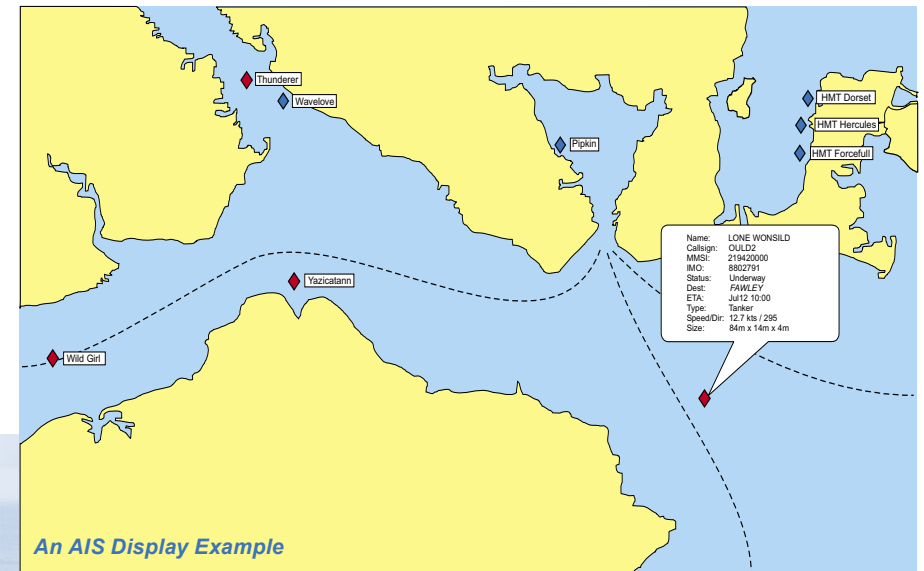 Thunderer
Wavelove
Pipkin
HMT Dorset
HMT Hercules
HMT Forcefull
Name: LONE WONSILD
Callsign: OULD2
MMSI: 219420000
IMO: 8802791
Status: Underway
Dest: FAWLEY
ETA: Jul12 10:00
Type: Tanker
Speed/Dir: 12.7 kts / 295
Size: 84m x 14m x 4m
Yazicatann
Wild Girl
An AIS Display Example